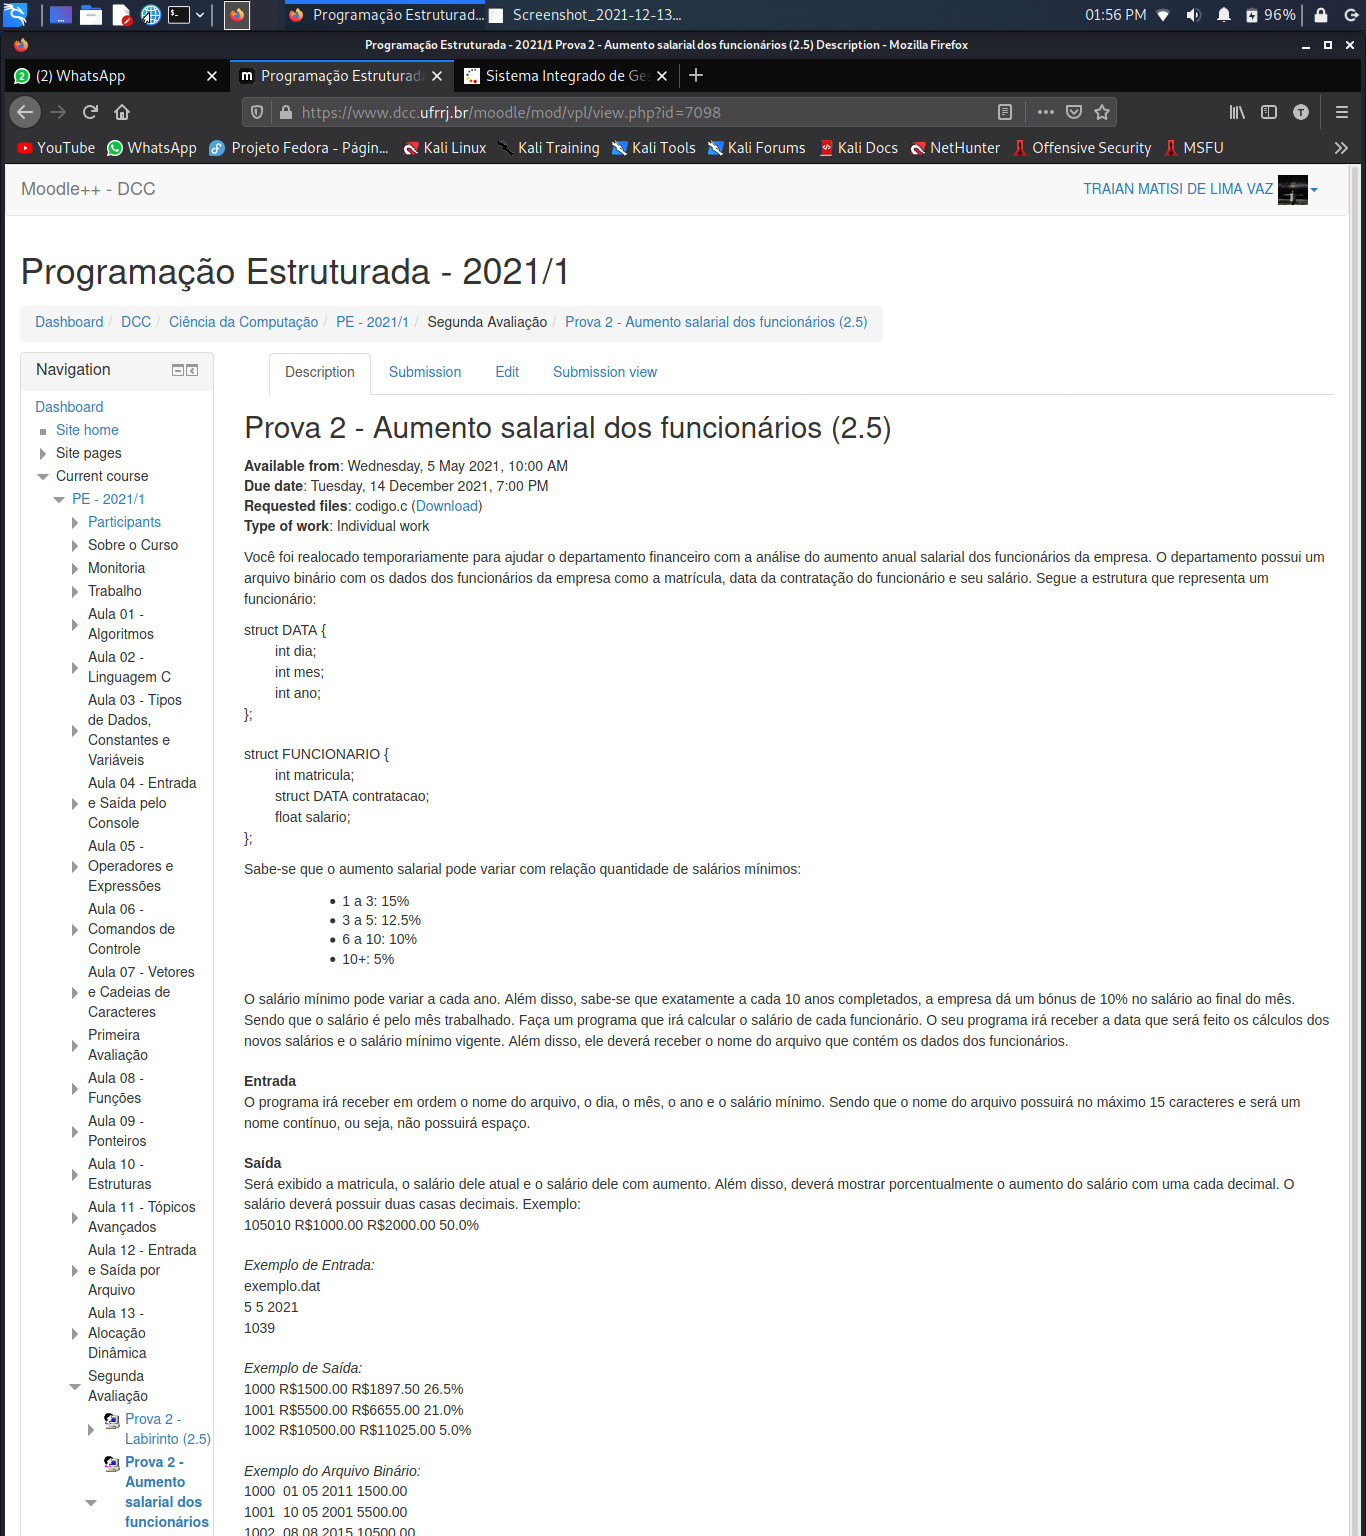 01:56 PM 96%
Programação Estruturad... Screenshot_2021-12-13...
Programação Estruturada - 2021/1 Prova 2 - Aumento salarial dos funcionários (2.5) Description - Mozilla Firefox
(2) WhatsApp Programação Estruturada Sistema Integrado de Ges
https://www.dcc.ufrrj.br/moodle/mod/vpl/view.php?id=7098
YouTube WhatsApp Projeto Fedora - Págin... Kali Linux Kali Training Kali Tools Kali Forums Kali Docs NetHunter Offensive Security MSFU
Moodle++ - DCC TRAIAN MATISI DE LIMA VAZ
Programação Estruturada - 2021/1
Dashboard / DCC / Ciência da Computação / PE - 2021/1 / Segunda Avaliação / Prova 2 - Aumento salarial dos funcionários (2.5)
Navigation
Dashboard
Site home
Site pages
Current course
PE - 2021/1
Participants
Sobre o Curso
Monitoria
Trabalho
Aula 01 -
Algoritmos
Aula 02 -
Linguagem C
Aula 03 - Tipos
de Dados,
Constantes e
Variáveis
Aula 04 - Entrada
e Saída pelo
Console
Aula 05 -
Operadores e
Expressões
Aula 06 -
Comandos de
Controle
Aula 07 - Vetores
e Cadeias de
Caracteres
Primeira
Avaliação
Aula 08 -
Funções
Aula 09 -
Ponteiros
Aula 10 -
Estruturas
Aula 11 - Tópicos
Avançados
Aula 12 - Entrada
e Saída por
Arquivo
Aula 13 -
Alocação
Dinâmica
Segunda
Avaliação
Prova 2 -
Labirinto (2.5)
Prova 2 -
Aumento
salarial dos
funcionários
Description Submission Edit Submission view
Prova 2 - Aumento salarial dos funcionários (2.5)
Available from: Wednesday, 5 May 2021, 10:00 AM
Due date: Tuesday, 14 December 2021, 7:00 PM
Requested files: codigo.c (Download)
Type of work: Individual work
Você foi realocado temporariamente para ajudar o departamento financeiro com a análise do aumento anual salarial dos funcionários da empresa. O departamento possui um
arquivo binário com os dados dos funcionários da empresa como a matrícula, data da contratação do funcionário e seu salário. Segue a estrutura que representa um
funcionário:
struct DATA {
int dia;
int mes;
int ano;
};
struct FUNCIONARIO {
int matricula;
struct DATA contratacao;
float salario;
};
Sabe-se que o aumento salarial pode variar com relação quantidade de salários mínimos:
• 1 a 3: 15%
• 3 a 5: 12.5%
• 6 a 10: 10%
• 10+: 5%
O salário mínimo pode variar a cada ano. Além disso, sabe-se que exatamente a cada 10 anos completados, a empresa dá um bónus de 10% no salário ao final do mês.
Sendo que o salário é pelo mês trabalhado. Faça um programa que irá calcular o salário de cada funcionário. O seu programa irá receber a data que será feito os cálculos dos
novos salários e o salário mínimo vigente. Além disso, ele deverá receber o nome do arquivo que contém os dados dos funcionários.
Entrada
O programa irá receber em ordem o nome do arquivo, o dia, o mês, o ano e o salário mínimo. Sendo que o nome do arquivo possuirá no máximo 15 caracteres e será um
nome contínuo, ou seja, não possuirá espaço.
Saída
Será exibido a matricula, o salário dele atual e o salário dele com aumento. Além disso, deverá mostrar porcentualmente o aumento do salário com uma cada decimal. O
salário deverá possuir duas casas decimais. Exemplo:
105010 R$1000.00 R$2000.00 50.0%
Exemplo de Entrada:
exemplo.dat
5 5 2021
1039
Exemplo de Saída:
1000 R$1500.00 R$1897.50 26.5%
1001 R$5500.00 R$6655.00 21.0%
1002 R$10500.00 R$11025.00 5.0%
Exemplo do Arquivo Binário:
1000 01 05 2011 1500.00
1001 10 05 2001 5500.00
1002 08 08 2015 10500.00